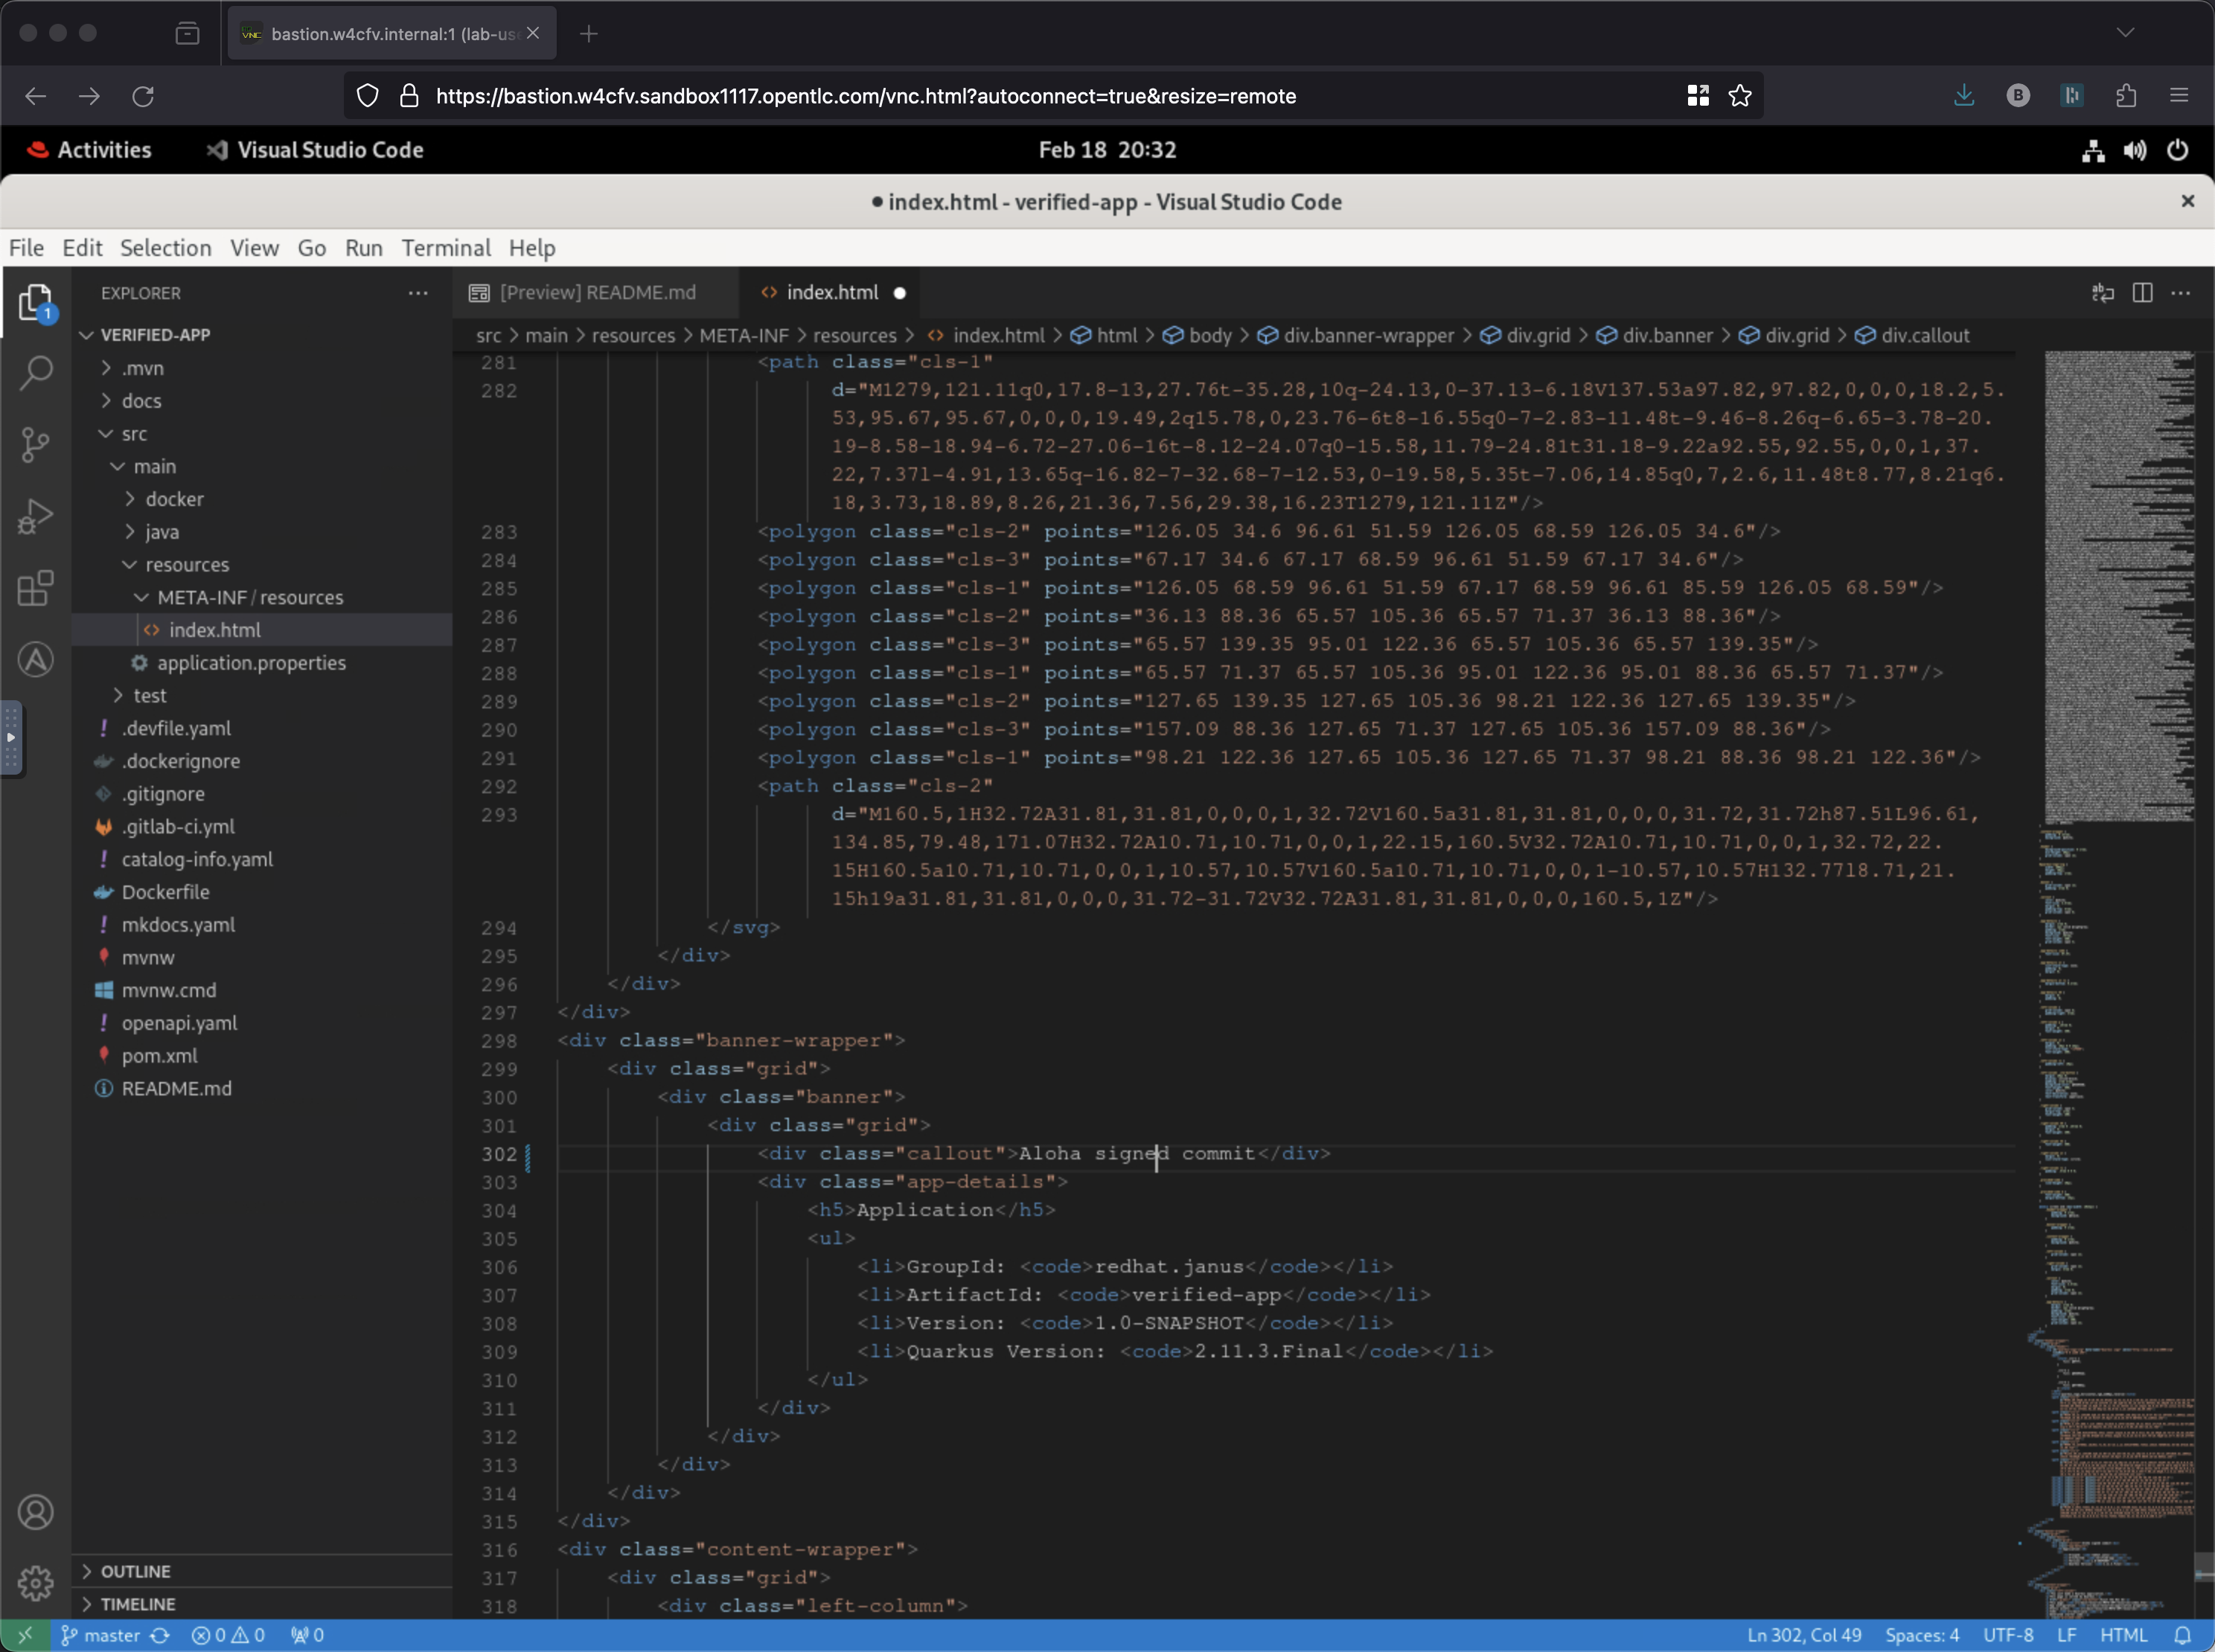 bastion.w4cfv.internal:1 (lab-us
https://bastion.w4cfv.sandbox1117.opentlc.com/vnc.html?autoconnect=true&resize=remote
Activities Visual Studio Code Feb 18 20:32
● index.html - verified-app - Visual Studio Code
File Edit Selection View Go Run Terminal Help
EXPLORER
VERIFIED-APP
.mvn
docs
src
main
docker
java
resources
META-INF/resources
index.html
application.properties
test
.devfile.yaml
.dockerignore
.gitignore
.gitlab-ci.yml
catalog-info.yaml
Dockerfile
mkdocs.yaml
mvnw
mvnw.cmd
openapi.yaml
pom.xml
README.md
OUTLINE
TIMELINE
1
[Preview] README.md index.html
src > main > resources > META-INF > resources > index.html > html > body > div.banner-wrapper > div.grid > div.banner > div.grid > div.callout
281 <path class="cls-1"
282 d="M1279,121.11q0,17.8-13,27.76t-35.28,10q-24.13,0-37.13-6.18V137.53a97.82,97.82,0,0,0,18.2,5.
53,95.67,95.67,0,0,0,19.49,2q15.78,0,23.76-6t8-16.55q0-7-2.83-11.48t-9.46-8.26q-6.65-3.78-20.
19-8.58-18.94-6.72-27.06-16t-8.12-24.07q0-15.58,11.79-24.81t31.18-9.22a92.55,92.55,0,0,1,37.
22,7.37l-4.91,13.65q-16.82-7-32.68-7-12.53,0-19.58,5.35t-7.06,14.85q0,7,2.6,11.48t8.77,8.21q6.
18,3.73,18.89,8.26,21.36,7.56,29.38,16.23T1279,121.11Z"/>
283 <polygon class="cls-2" points="126.05 34.6 96.61 51.59 126.05 68.59 126.05 34.6"/>
284 <polygon class="cls-3" points="67.17 34.6 67.17 68.59 96.61 51.59 67.17 34.6"/>
285 <polygon class="cls-1" points="126.05 68.59 96.61 51.59 67.17 68.59 96.61 85.59 126.05 68.59"/>
286 <polygon class="cls-2" points="36.13 88.36 65.57 105.36 65.57 71.37 36.13 88.36"/>
287 <polygon class="cls-3" points="65.57 139.35 95.01 122.36 65.57 105.36 65.57 139.35"/>
288 <polygon class="cls-1" points="65.57 71.37 65.57 105.36 95.01 122.36 95.01 88.36 65.57 71.37"/>
289 <polygon class="cls-2" points="127.65 139.35 127.65 105.36 98.21 122.36 127.65 139.35"/>
290 <polygon class="cls-3" points="157.09 88.36 127.65 71.37 127.65 105.36 157.09 88.36"/>
291 <polygon class="cls-1" points="98.21 122.36 127.65 105.36 127.65 71.37 98.21 88.36 98.21 122.36"/>
292 <path class="cls-2"
293 d="M160.5,1H32.72A31.81,31.81,0,0,0,1,32.72V160.5a31.81,31.81,0,0,0,31.72,31.72h87.51L96.61,
134.85,79.48,171.07H32.72A10.71,10.71,0,0,1,22.15,160.5V32.72A10.71,10.71,0,0,1,32.72,22.
15H160.5a10.71,10.71,0,0,1,10.57,10.57V160.5a10.71,10.71,0,0,1-10.57,10.57H132.77l8.71,21.
15h19a31.81,31.81,0,0,0,31.72-31.72V32.72A31.81,31.81,0,0,0,160.5,1Z"/>
294 </svg>
295 </div>
296 </div>
297 </div>
298 <div class="banner-wrapper">
299 <div class="grid">
300 <div class="banner">
301 <div class="grid">
302 <div class="callout">Aloha signed commit</div>
303 <div class="app-details">
304 <h5>Application</h5>
305 <ul>
306 <li>GroupId: <code>redhat.janus</code></li>
307 <li>ArtifactId: <code>verified-app</code></li>
308 <li>Version: <code>1.0-SNAPSHOT</code></li>
309 <li>Quarkus Version: <code>2.11.3.Final</code></li>
310 </ul>
311 </div>
312 </div>
313 </div>
314 </div>
315 </div>
316 <div class="content-wrapper">
317 <div class="grid">
318 <div class="left-column">
master 0 0 0 Ln 302, Col 49 Spaces: 4 UTF-8 LF HTML